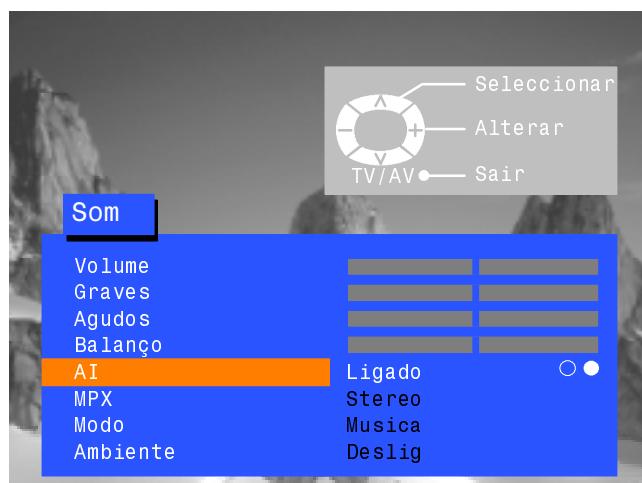 Seleccionar
Alterar
TV/AV Sair
Som
Volume
Graves
Agudos
Balanço
AI Ligado
MPX Stereo
Modo Musica
Ambiente Deslig